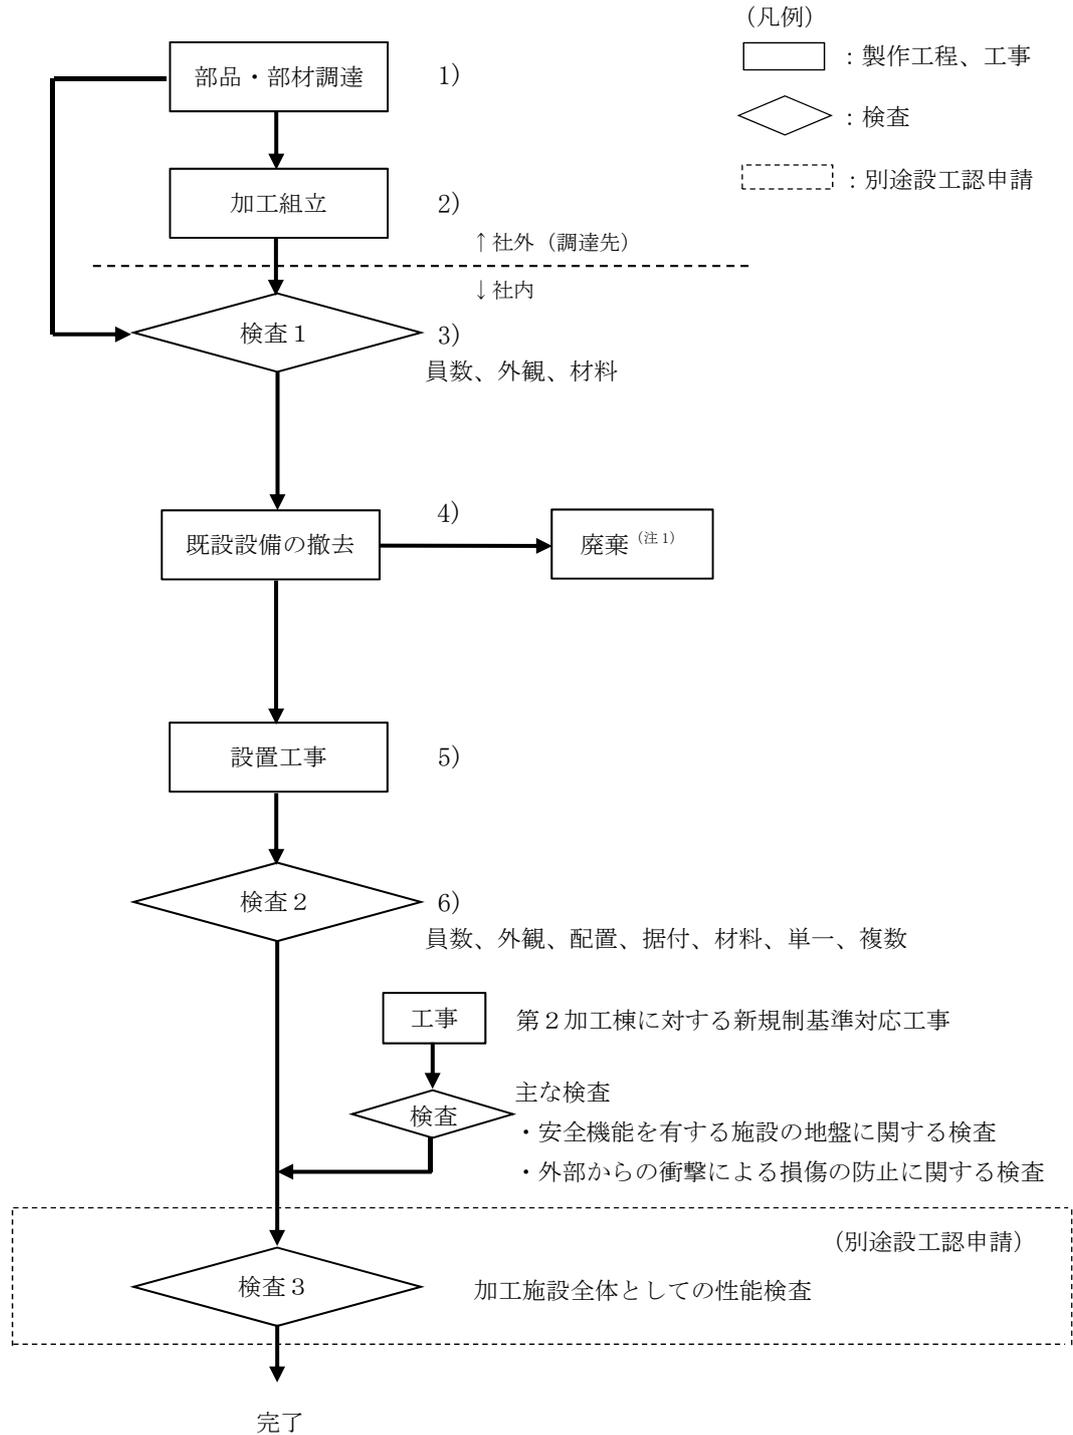 (凡例)
部品・部材調達 1)
：製作工程、工事
：検査
加工組立 2)
：別途設工認申請
↑社外（調達先）
↓社内
検査１ 3)
員数、外観、材料
4)
既設設備の撤去
廃棄（注1）
設置工事 5)
検査２ 6)
員数、外観、配置、据付、材料、単一、複数
工事 第２加工棟に対する新規制基準対応工事
主な検査
検査
・安全機能を有する施設の地盤に関する検査
・外部からの衝撃による損傷の防止に関する検査
（別途設工認申請）
検査３ 加工施設全体としての性能検査
完了